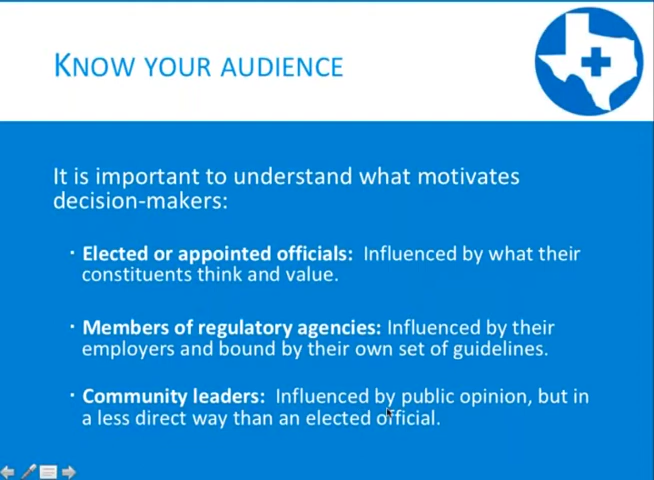 KNOW YOUR AUDIENCE
It is important to understand what motivates
decision-makers:
· Elected or appointed officials: Influenced by what their
constituents think and value.
· Members of regulatory agencies: Influenced by their
employers and bound by their own set of guidelines.
· Community leaders: Influenced by public opinion, but in
a less direct way than an elected official.